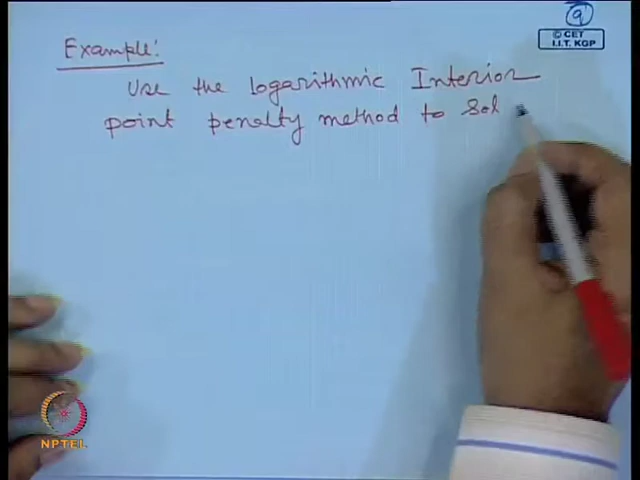 9
© CET
I.I.T. KGP
Example:
Use the logarithmic Interior
point penalty method to Sol
NPTEL